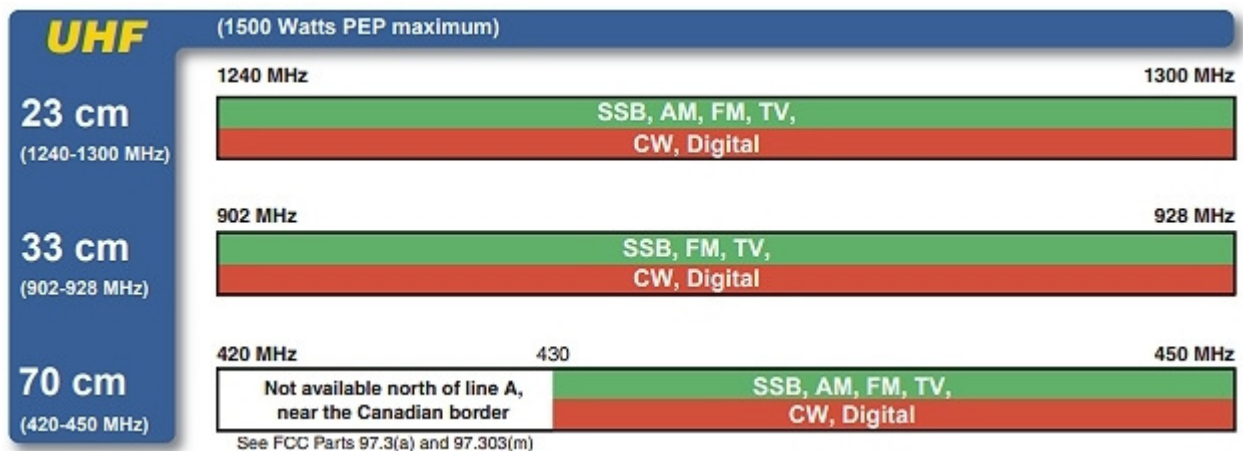 UHF
(1500 Watts PEP maximum)
1240 MHz
1300 MHz
23 cm
(1240-1300 MHz)
SSB, AM, FM, TV,
CW, Digital
902 MHz
928 MHz
33 cm
(902-928 MHz)
SSB, FM, TV,
CW, Digital
420 MHz
430
450 MHz
70 cm
(420-450 MHz)
Not available north of line A,
near the Canadian border
SSB, AM, FM, TV,
CW, Digital
See FCC Parts 97.3(a) and 97.303(m)